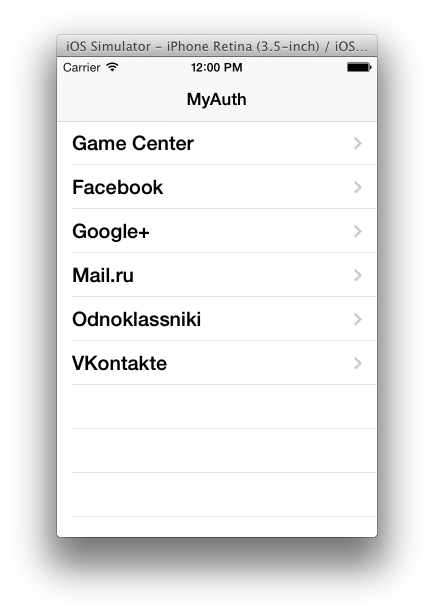 iOS Simulator – iPhone Retina (3.5-inch) / iOS...
Carrier 12:00 PM
MyAuth
Game Center
Facebook
Google+
Mail.ru
Odnoklassniki
VKontakte